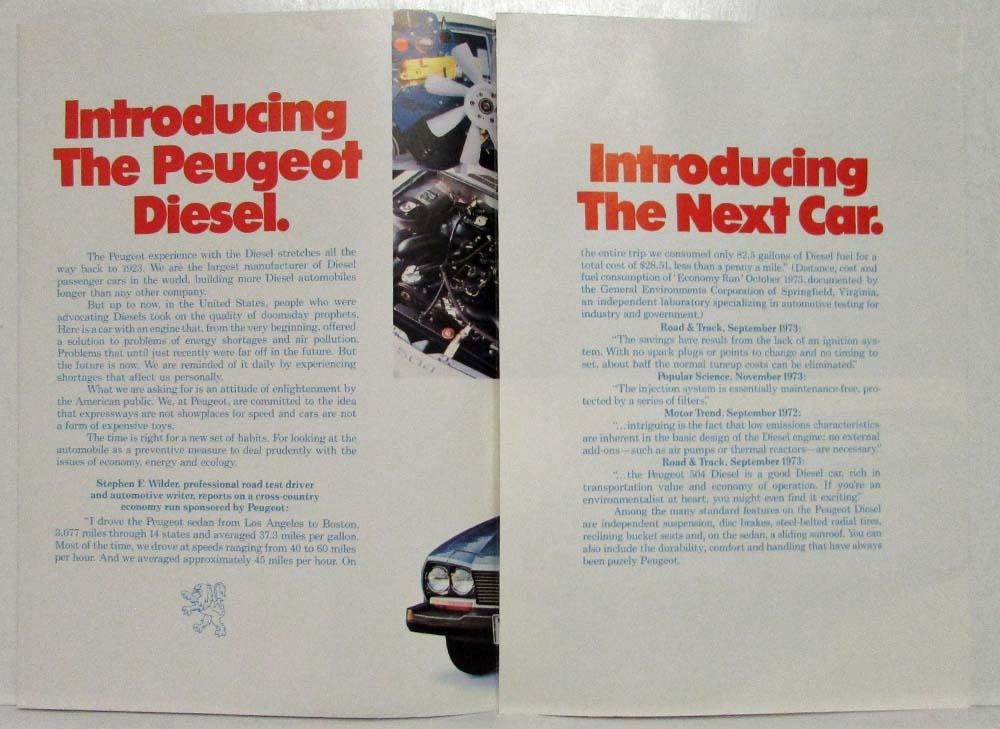 Introducing
The Peugeot
Diesel.
The Peugeot experience with the Diesel stretches all the
way back to 1923. We are the largest manufacturer of Diesel
passenger cars in the world, building more Diesel automobiles
longer than any other company.
But up to now, in the United States, people who were
advocating Diesels took on the quality of doomsday prophets.
Here is a car with an engine that, from the very beginning, offered
a solution to problems of energy shortages and air pollution.
Problems that until just recently were far off in the future. But
the future is now. We are reminded of it daily by experiencing
shortages that affect us personally.
What we are asking for is an attitude of enlightenment by
the American public. We, at Peugeot, are committed to the idea
that expressways are not showplaces for speed and cars are not
a form of expensive toys.
The time is right for a new set of habits. For looking at the
automobile as a preventive measure to deal prudently with the
issues of economy, energy and ecology.
Stephen F. Wilder, professional road test driver
and automotive writer, reports on a cross-country
economy run sponsored by Peugeot:
"I drove the Peugeot sedan from Los Angeles to Boston,
3,077 miles through 14 states and averaged 37.3 miles per gallon.
Most of the time, we drove at speeds ranging from 40 to 60 miles
per hour. And we averaged approximately 45 miles per hour. On
Introducing
The Next Car.
the entire trip we consumed only 82.5 gallons of Diesel fuel for a
total cost of $28.51, less than a penny a mile." (Distance, cost and
fuel consumption of 'Economy Run' October 1973, documented by
the General Environments Corporation of Springfield, Virginia,
an independent laboratory specializing in automotive testing for
industry and government.)
Road & Track, September 1973:
"The savings here result from the lack of an ignition sys-
tem. With no spark plugs or points to change and no timing to
set, about half the normal tuneup costs can be eliminated."
Popular Science, November 1973:
"The injection system is essentially maintenance-free, pro-
tected by a series of filters."
Motor Trend, September 1972:
"...intriguing is the fact that low emissions characteristics
are inherent in the basic design of the Diesel engine; no external
add-ons—such as air pumps or thermal reactors—are necessary."
Road & Track, September 1973:
"...the Peugeot 504 Diesel is a good Diesel car, rich in
transportation value and economy of operation. If you're an
environmentalist at heart, you might even find it exciting."
Among the many standard features on the Peugeot Diesel
are independent suspension, disc brakes, steel-belted radial tires,
reclining bucket seats and, on the sedan, a sliding sunroof. You can
also include the durability, comfort and handling that have always
been purely Peugeot.